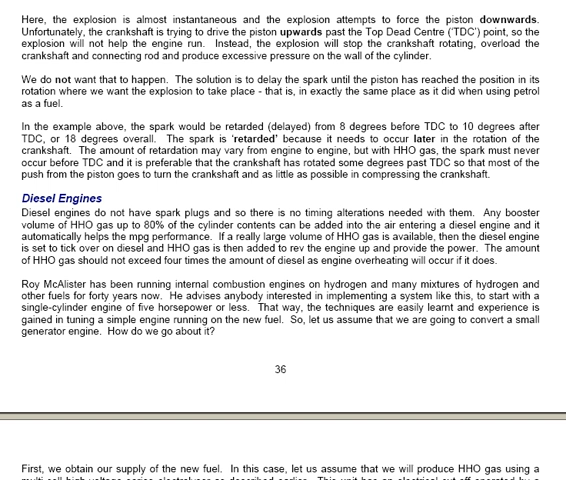 Here, the explosion is almost instantaneous and the explosion attempts to force the piston downwards.
Unfortunately, the crankshaft is trying to drive the piston upwards past the Top Dead Centre ('TDC') point, so the
explosion will not help the engine run. Instead, the explosion will stop the crankshaft rotating, overload the
crankshaft and connecting rod and produce excessive pressure on the wall of the cylinder.
We do not want that to happen. The solution is to delay the spark until the piston has reached the position in its
rotation where we want the explosion to take place - that is, in exactly the same place as it did when using petrol
as a fuel.
In the example above, the spark would be retarded (delayed) from 8 degrees before TDC to 10 degrees after
TDC, or 18 degrees overall. The spark is 'retarded' because it needs to occur later in the rotation of the
crankshaft. The amount of retardation may vary from engine to engine, but with HHO gas, the spark must never
occur before TDC and it is preferable that the crankshaft has rotated some degrees past TDC so that most of the
push from the piston goes to turn the crankshaft and as little as possible in compressing the crankshaft.
Diesel Engines
Diesel engines do not have spark plugs and so there is no timing alterations needed with them. Any booster
volume of HHO gas up to 80% of the cylinder contents can be added into the air entering a diesel engine and it
automatically helps the mpg performance. If a really large volume of HHO gas is available, then the diesel engine
is set to tick over on diesel and HHO gas is then added to rev the engine up and provide the power. The amount
of HHO gas should not exceed four times the amount of diesel as engine overheating will occur if it does.
Roy McAlister has been running internal combustion engines on hydrogen and many mixtures of hydrogen and
other fuels for forty years now. He advises anybody interested in implementing a system like this, to start with a
single-cylinder engine of five horsepower or less. That way, the techniques are easily learnt and experience is
gained in tuning a simple engine running on the new fuel. So, let us assume that we are going to convert a small
generator engine. How do we go about it?
36
First, we obtain our supply of the new fuel. In this case, let us assume that we will produce HHO gas using a